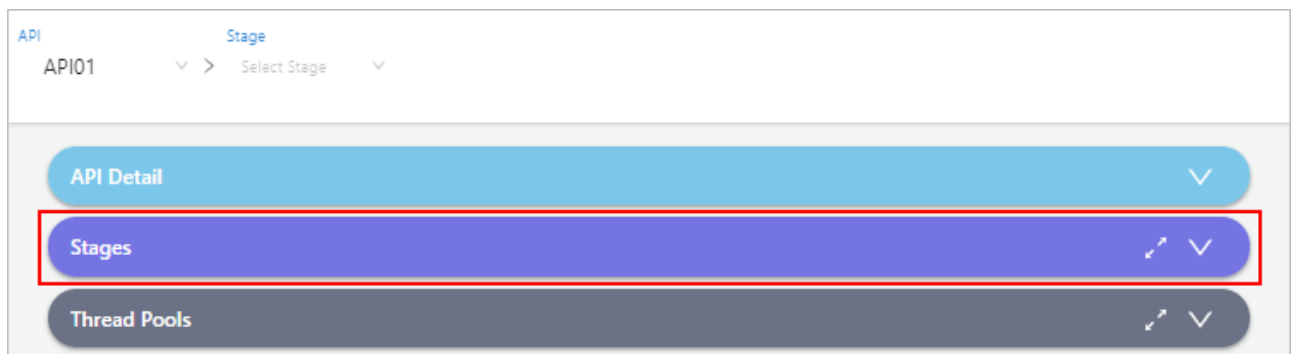 API Stage
API01 > Select Stage
API Detail
Stages
Thread Pools